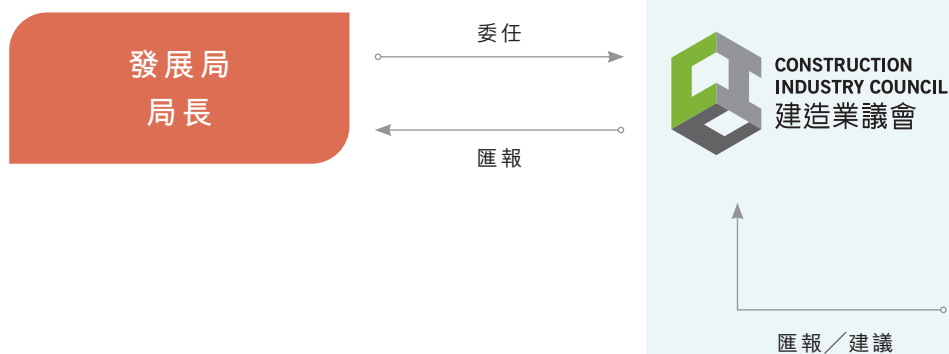 發展局
局長
委任
匯報
CONSTRUCTION
INDUSTRY COUNCIL
建造業議會
匯報／建議